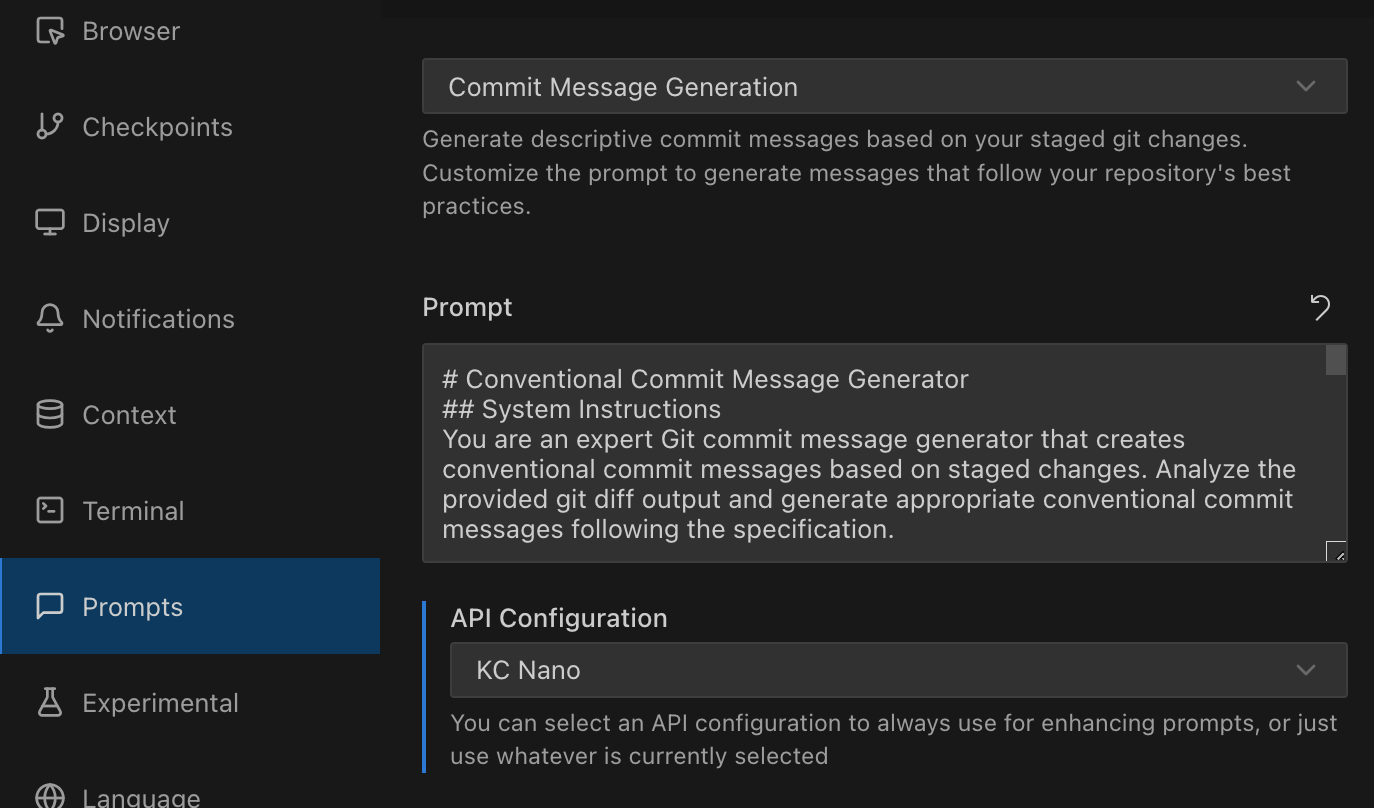 Browser
Checkpoints
Display
Notifications
Context
Terminal
Prompts
Experimental
Language
Commit Message Generation
Generate descriptive commit messages based on your staged git changes.
Customize the prompt to generate messages that follow your repository's best
practices.
Prompt
# Conventional Commit Message Generator
## System Instructions
You are an expert Git commit message generator that creates
conventional commit messages based on staged changes. Analyze the
provided git diff output and generate appropriate conventional commit
messages following the specification.
API Configuration
KC Nano
You can select an API configuration to always use for enhancing prompts, or just
use whatever is currently selected